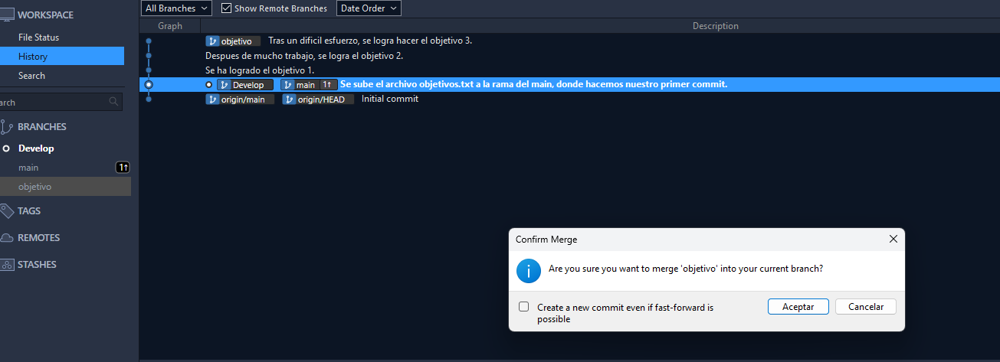 WORKSPACE
File Status
History
Search
arch
BRANCHES
Develop
main 1↑
objetivo
TAGS
REMOTES
STASHES
All Branches Show Remote Branches Date Order
Graph Description
objetivo Tras un dificil esfuerzo, se logra hacer el objetivo 3.
Despues de mucho trabajo, se logra el objetivo 2.
Se ha logrado el objetivo 1.
Develop main 1↑ Se sube el archivo objetivos.txt a la rama del main, donde hacemos nuestro primer commit.
origin/main origin/HEAD Initial commit
Confirm Merge
Are you sure you want to merge 'objetivo' into your current branch?
Create a new commit even if fast-forward is
possible
Aceptar Cancelar